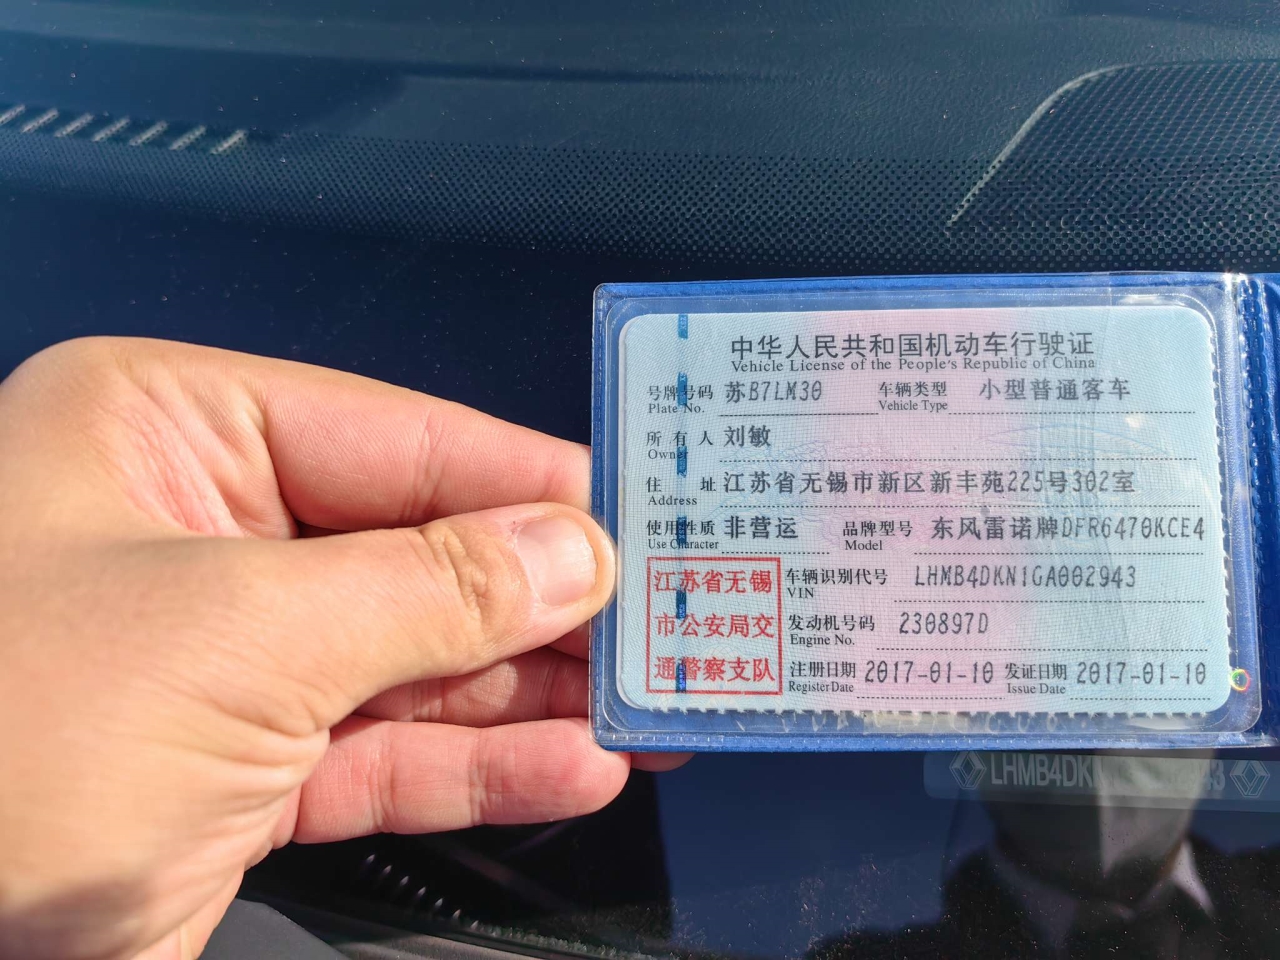 中华人民共和国机动车行驶证
Vehicle License of the People's Republic of China
号牌号码 苏B7LM30 车辆类型 小型普通客车
Plate No. Vehicle Type
所有人 刘敏
Owner
住址 江苏省无锡市新区新丰苑225号302室
Address
使用性质 非营运 品牌型号 东风雷诺牌DFR6470KCE4
Use Character Model
江苏省无锡
市公安局交
通警察支队
车辆识别代号 LHMB4DKN1GA002943
VIN
发动机号码 230897D
Engine No.
注册日期 2017-01-10 发证日期 2017-01-10
Register Date Issue Date
LHMB4DK